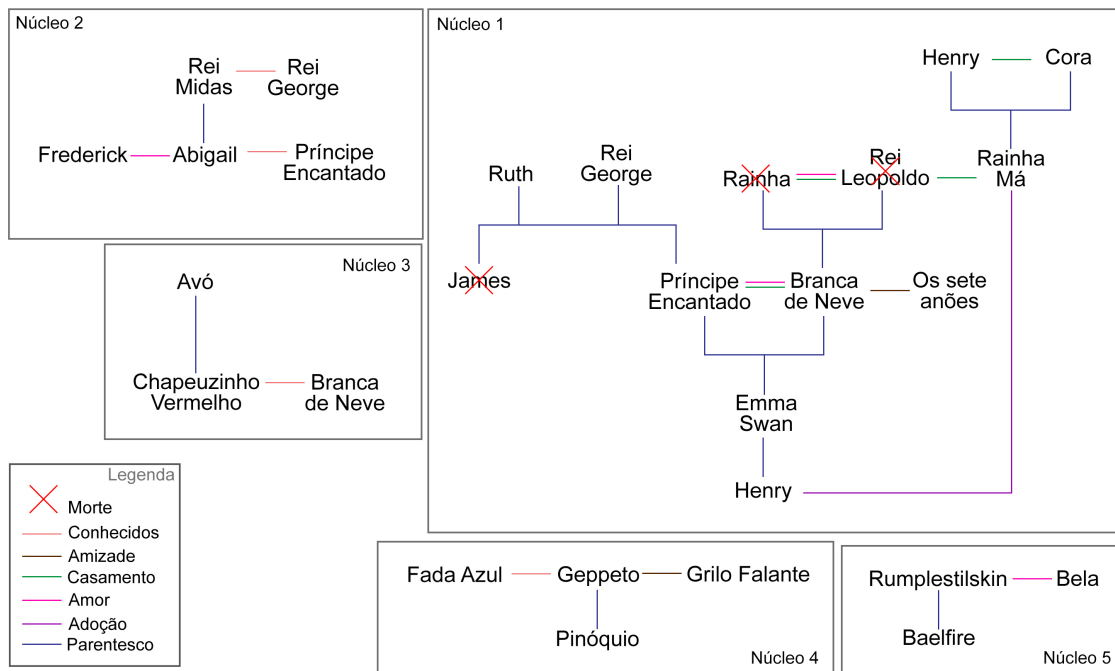 Núcleo 2
Rei
Midas
Rei
George
Frederick
Abigail
Príncipe
Encantado
Núcleo 1
Henry
Cora
Ruth
Rei
George
Rainha
Rei
Leopoldo
Rainha
Má
James
Príncipe
Encantado
Branca
de Neve
Os sete
anões
Emma
Swan
Henry
Núcleo 3
Avó
Chapeuzinho
Vermelho
Branca
de Neve
Legenda
Morte
Conhecidos
Amizade
Casamento
Amor
Adoção
Parentesco
Fada Azul
Geppeto
Grilo Falante
Pinóquio
Núcleo 4
Rumplestilskin
Bela
Baelfire
Núcleo 5